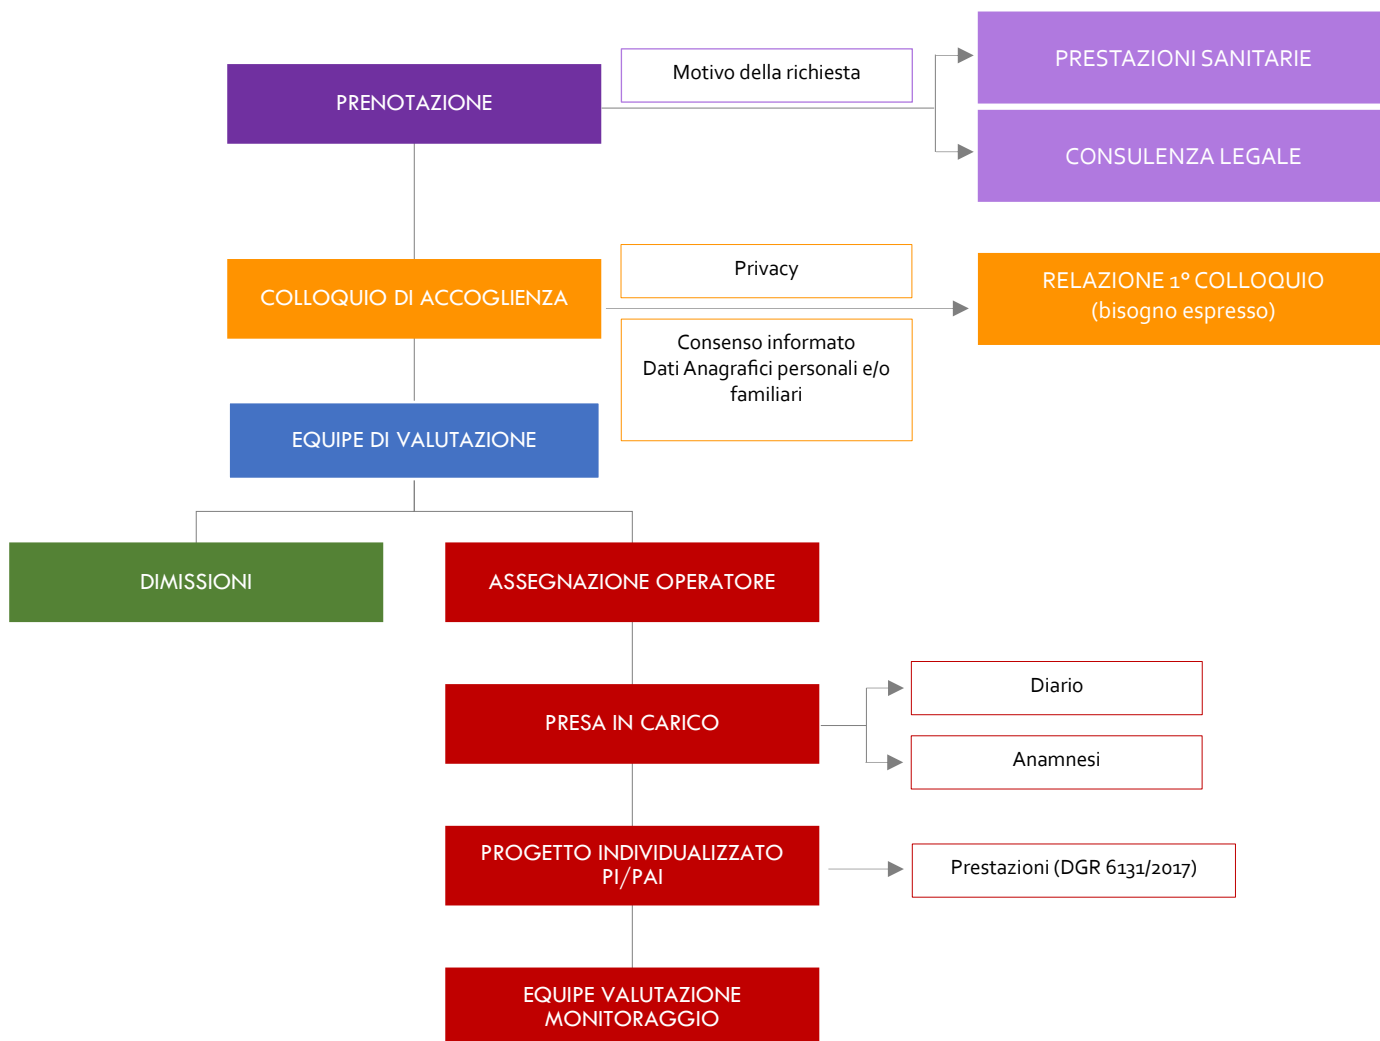 PRENOTAZIONE
Motivo della richiesta
PRESTAZIONI SANITARIE
CONSULENZA LEGALE
COLLOQUIO DI ACCOGLIENZA
Privacy
Consenso informato
Dati Anagrafici personali e/o
familiari
RELAZIONE 1° COLLOQUIO
(bisogno espresso)
EQUIPE DI VALUTAZIONE
DIMISSIONI
ASSEGNAZIONE OPERATORE
PRESA IN CARICO
Diario
Anamnesi
PROGETTO INDIVIDUALIZZATO
PI/PAI
Prestazioni (DGR 6131/2017)
EQUIPE VALUTAZIONE
MONITORAGGIO